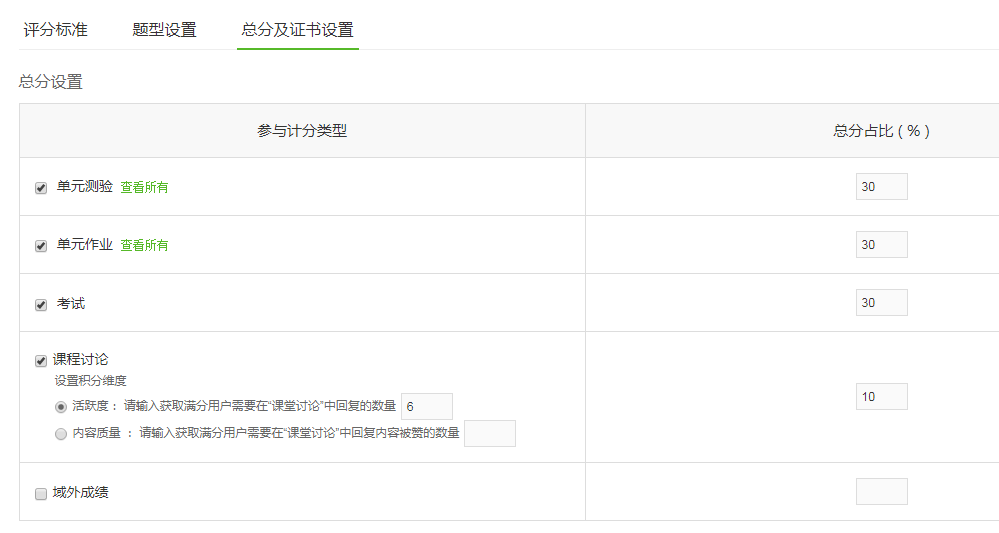 评分标准 题型设置 总分及证书设置
总分设置
参与计分类型 总分占比 ( % )
单元测验 查看所有 30
单元作业 查看所有 30
考试 30
课程讨论
设置积分维度
活跃度： 请输入获取满分用户需要在“课堂讨论”中回复的数量 6
10
内容质量 ： 请输入获取满分用户需要在“课堂讨论”中回复内容被赞的数量
域外成绩